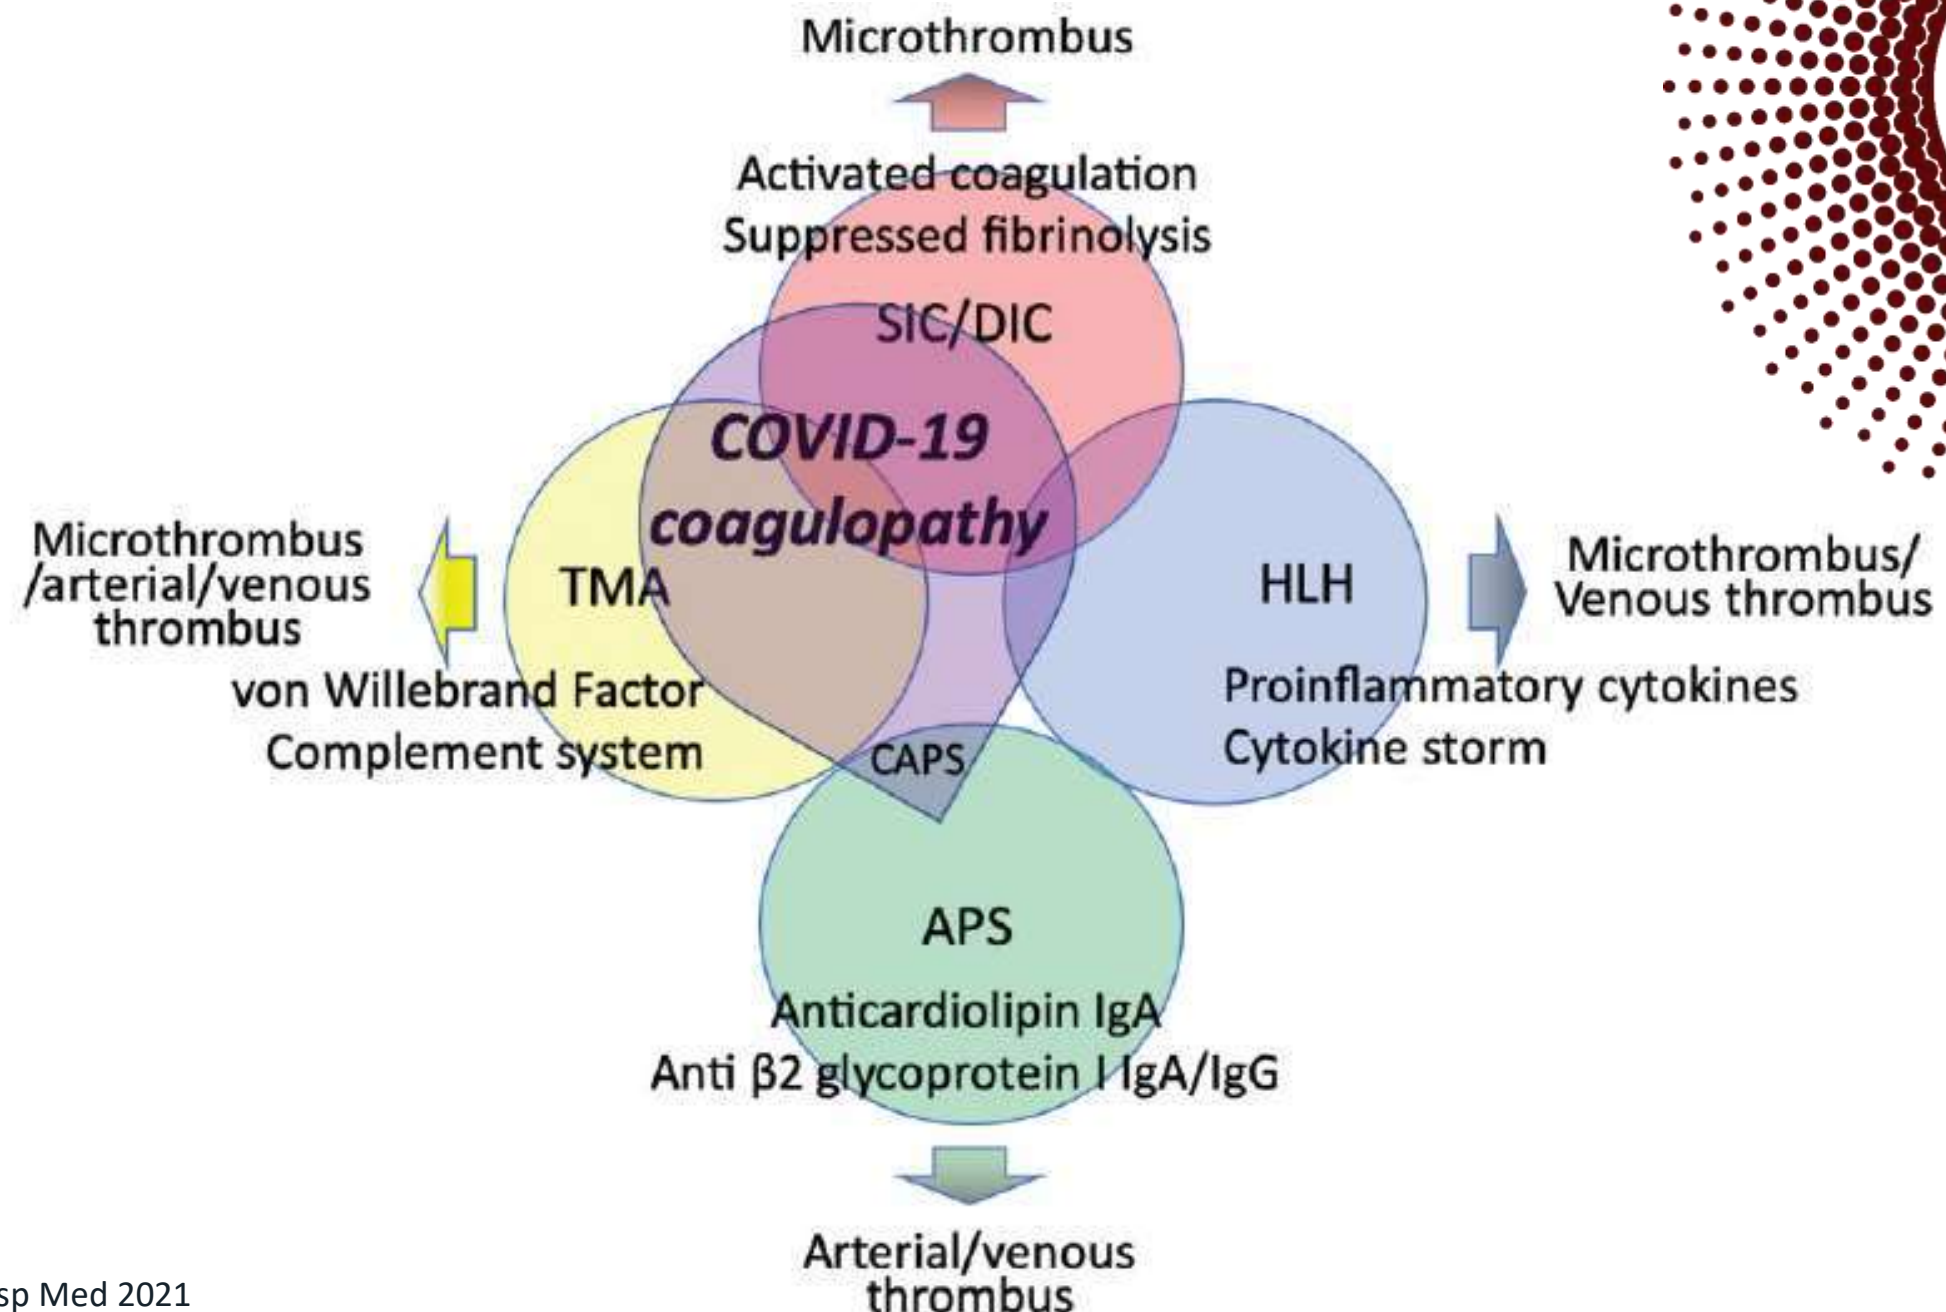 Microthrombus
Activated coagulation
Suppressed fibrinolysis
SIC/DIC
COVID-19
coagulopathy
Microthrombus
/arterial/venous
thrombus
TMA
von Willebrand Factor
Complement system
HLH
Microthrombus/
Venous thrombus
Proinflammatory cytokines
Cytokine storm
CAPS
APS
Anticardiolipin IgA
Anti β2 glycoprotein I IgA/IgG
Arterial/venous
thrombus
Med 2021